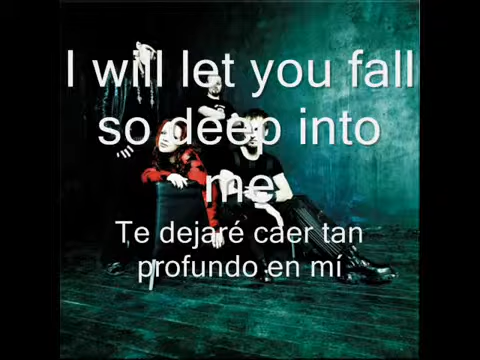 I will let you fall
so deep into
me
Te dejaré caer tan
profundo en mí